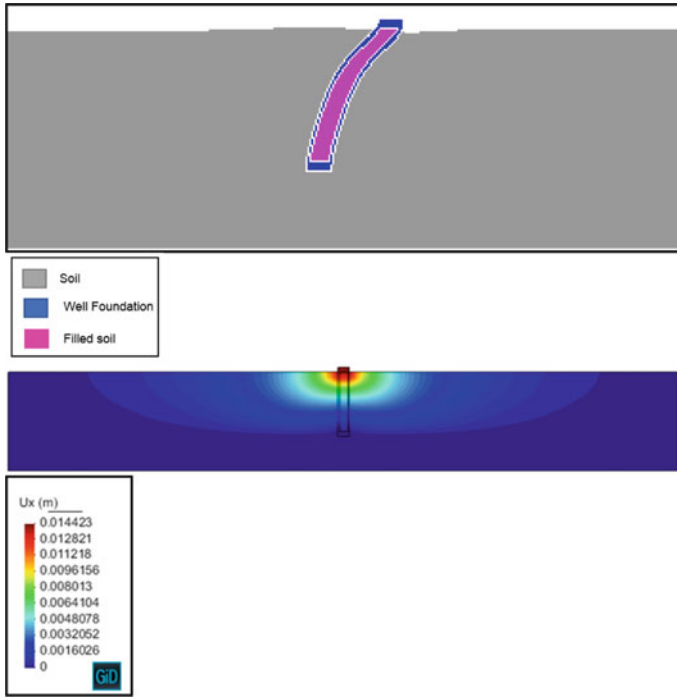 Soil
Well Foundation
Filled soil
Ux (m)
0.014423
0.012821
0.011218
0.0096156
0.008013
0.0064104
0.0048078
0.0032052
0.0016026
0
GiD